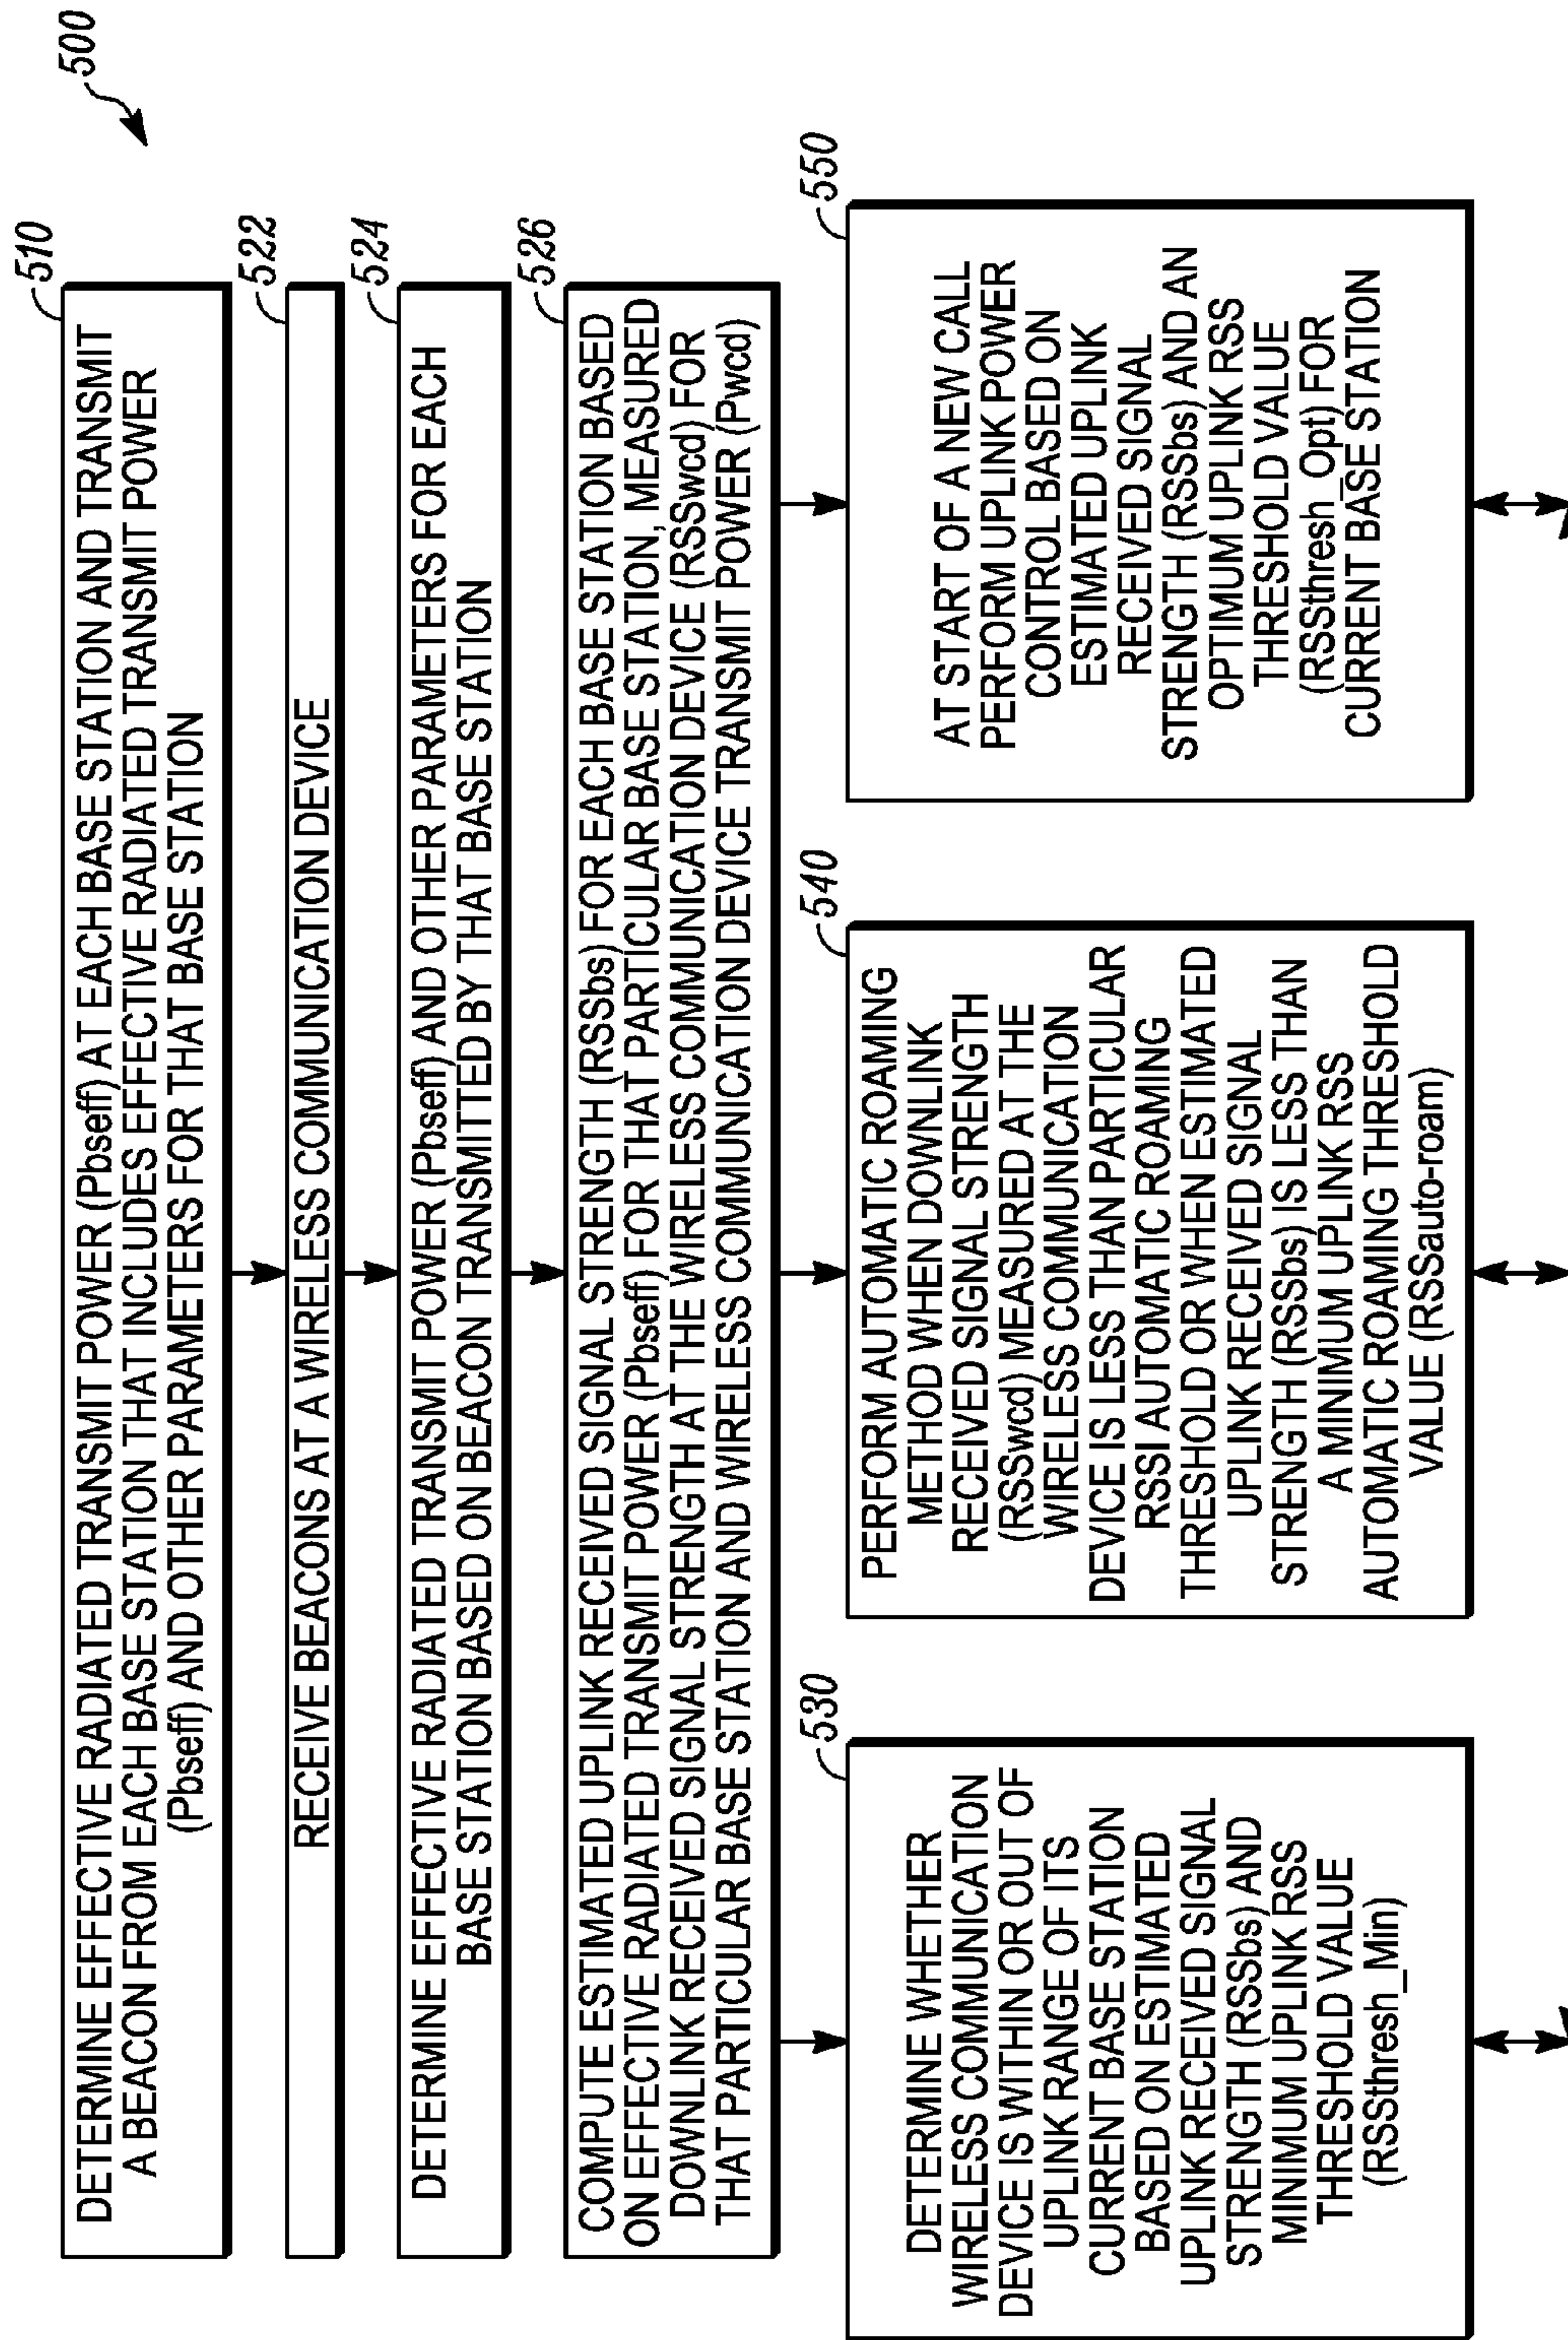 500
510
DETERMINE EFFECTIVE RADIATED TRANSMIT POWER (Pbseff) AT EACH BASE STATION AND TRANSMIT
A BEACON FROM EACH BASE STATION THAT INCLUDES EFFECTIVE RADIATED TRANSMIT POWER
(Pbseff) AND OTHER PARAMETERS FOR THAT BASE STATION
522
RECEIVE BEACONS AT A WIRELESS COMMUNICATION DEVICE
524
DETERMINE EFFECTIVE RADIATED TRANSMIT POWER (Pbseff) AND OTHER PARAMETERS FOR EACH
BASE STATION BASED ON BEACON TRANSMITTED BY THAT BASE STATION
526
COMPUTE ESTIMATED UPLINK RECEIVED SIGNAL STRENGTH (RSSbs) FOR EACH BASE STATION BASED
ON EFFECTIVE RADIATED TRANSMIT POWER (Pbseff) FOR THAT PARTICULAR BASE STATION, MEASURED
DOWNLINK RECEIVED SIGNAL STRENGTH AT THE WIRELESS COMMUNICATION DEVICE (RSSwcd) FOR
THAT PARTICULAR BASE STATION AND WIRELESS COMMUNICATION DEVICE TRANSMIT POWER (Pwcd)
530
DETERMINE WHETHER
WIRELESS COMMUNICATION
DEVICE IS WITHIN OR OUT OF
UPLINK RANGE OF ITS
CURRENT BASE STATION
BASED ON ESTIMATED
UPLINK RECEIVED SIGNAL
STRENGTH (RSSbs) AND
MINIMUM UPLINK RSS
THRESHOLD VALUE
(RSSthresh_Min)
540
PERFORM AUTOMATIC ROAMING
METHOD WHEN DOWNLINK
RECEIVED SIGNAL STRENGTH
(RSSwcd) MEASURED AT THE
WIRELESS COMMUNICATION
DEVICE IS LESS THAN PARTICULAR
RSSI AUTOMATIC ROAMING
THRESHOLD OR WHEN ESTIMATED
UPLINK RECEIVED SIGNAL
STRENGTH (RSSbs) IS LESS THAN
A MINIMUM UPLINK RSS
AUTOMATIC ROAMING THRESHOLD
VALUE (RSSauto-roam)
550
AT START OF A NEW CALL
PERFORM UPLINK POWER
CONTROL BASED ON
ESTIMATED UPLINK
RECEIVED SIGNAL
STRENGTH (RSSbs) AND AN
OPTIMUM UPLINK RSS
THRESHOLD VALUE
(RSSthresh_Opt) FOR
CURRENT BASE STATION